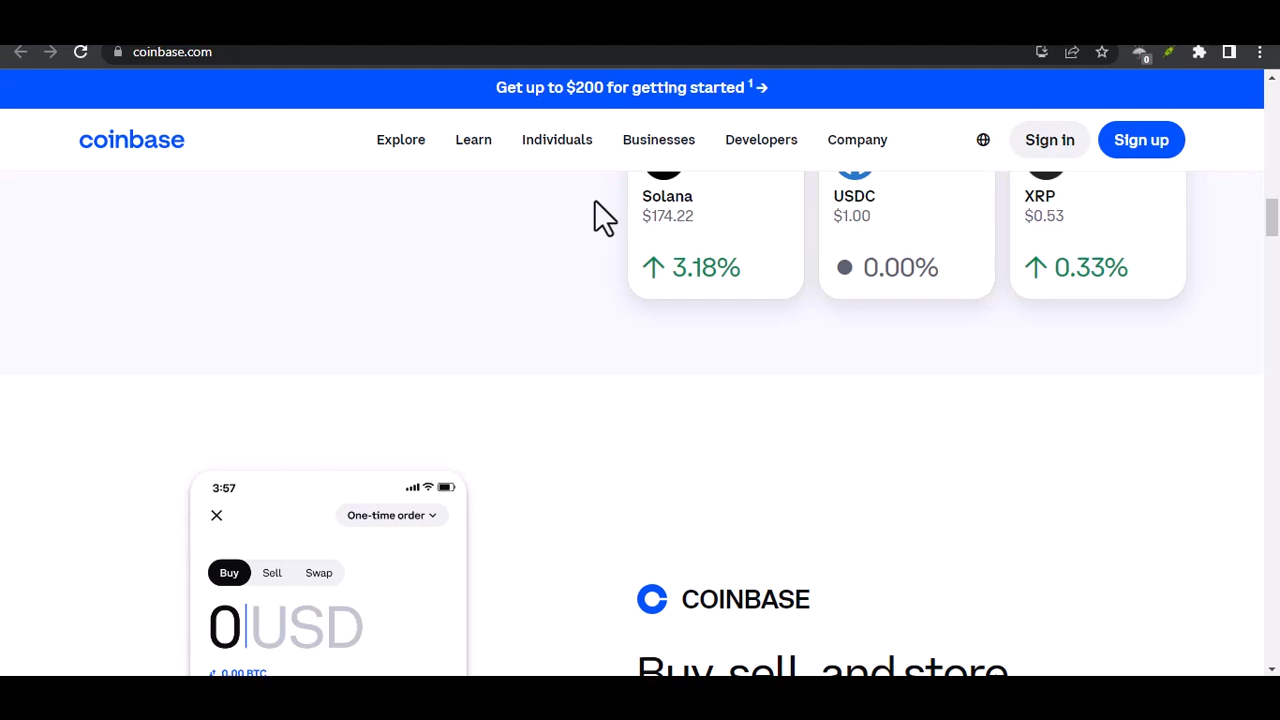 coinbase.com
0
Get up to $200 for getting started 1 →
coinbase Explore Learn Individuals Businesses Developers Company Sign in Sign up
Solana USDC XRP
$174.22 $1.00 $0.53
↑ 3.18% 0.00% ↑ 0.33%
3:57
One-time order
Buy Sell Swap
COINBASE
0 USD
Buy, sell, and store
0.00 BTC